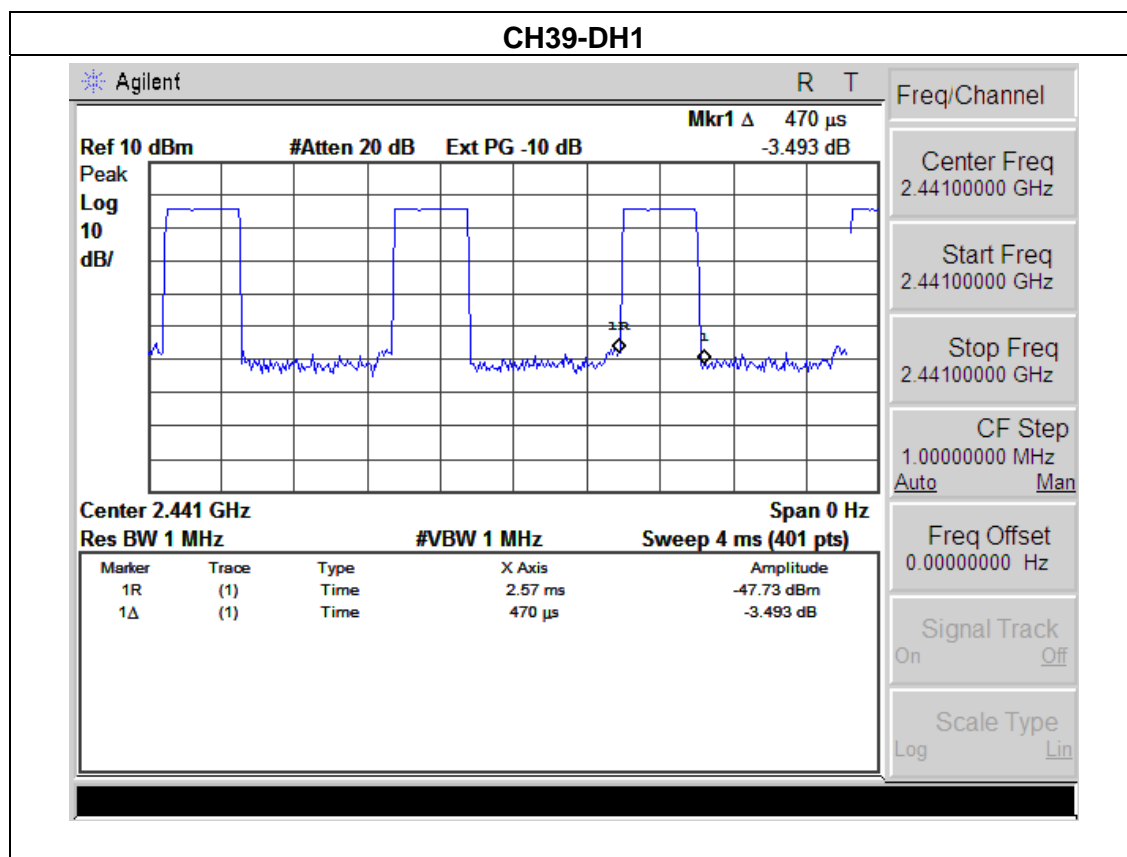 CH39-DH1
Agilent R T
Mkr1 Δ 470 µs
Ref 10 dBm #Atten 20 dB Ext PG -10 dB -3.493 dB
Peak
Log
10
dB/
1R
1
Center 2.441 GHz Span 0 Hz
Res BW 1 MHz #VBW 1 MHz Sweep 4 ms (401 pts)
Marker Trace Type X Axis Amplitude
1R (1) Time 2.57 ms -47.73 dBm
1Δ (1) Time 470 µs -3.493 dB
Freq/Channel
Center Freq
2.44100000 GHz
Start Freq
2.44100000 GHz
Stop Freq
2.44100000 GHz
CF Step
1.00000000 MHz
Auto Man
Freq Offset
0.00000000 Hz
Signal Track
On Off
Scale Type
Log Lin